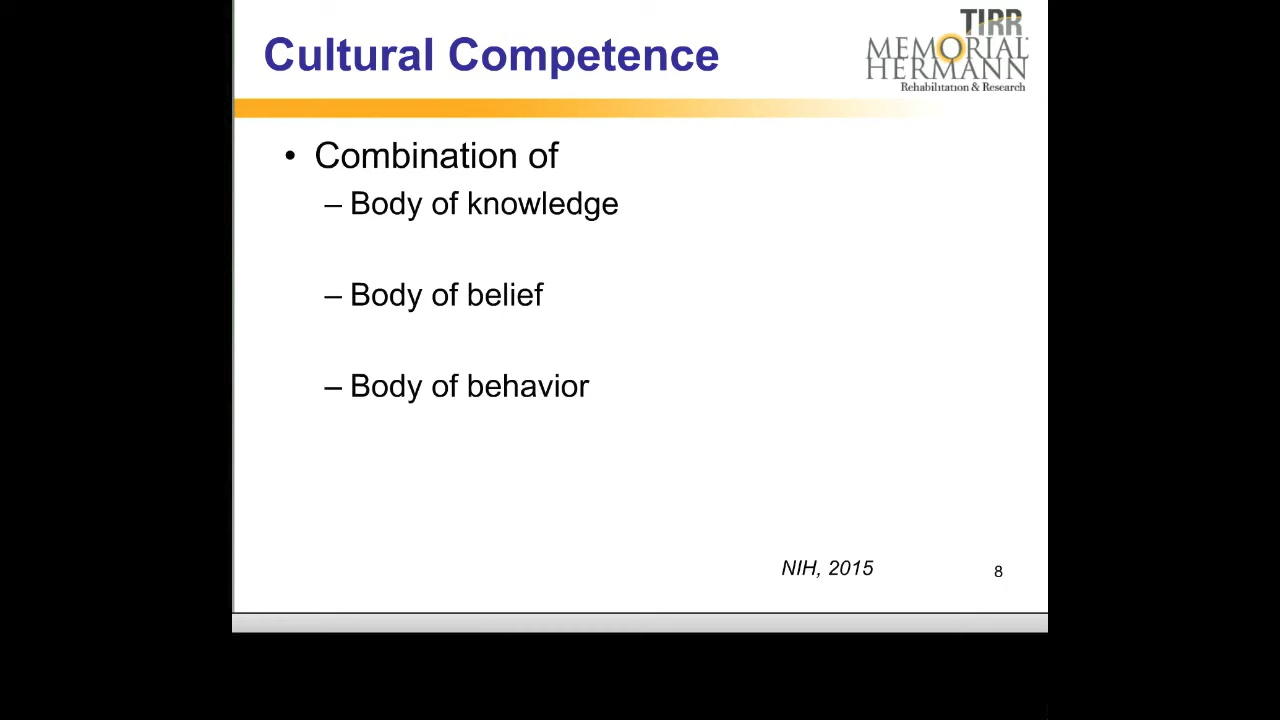 Cultural Competence
TIRR
MEMORIAL
HERMANN
Rehabilitation & Research
• Combination of
– Body of knowledge
– Body of belief
– Body of behavior
NIH, 2015
8